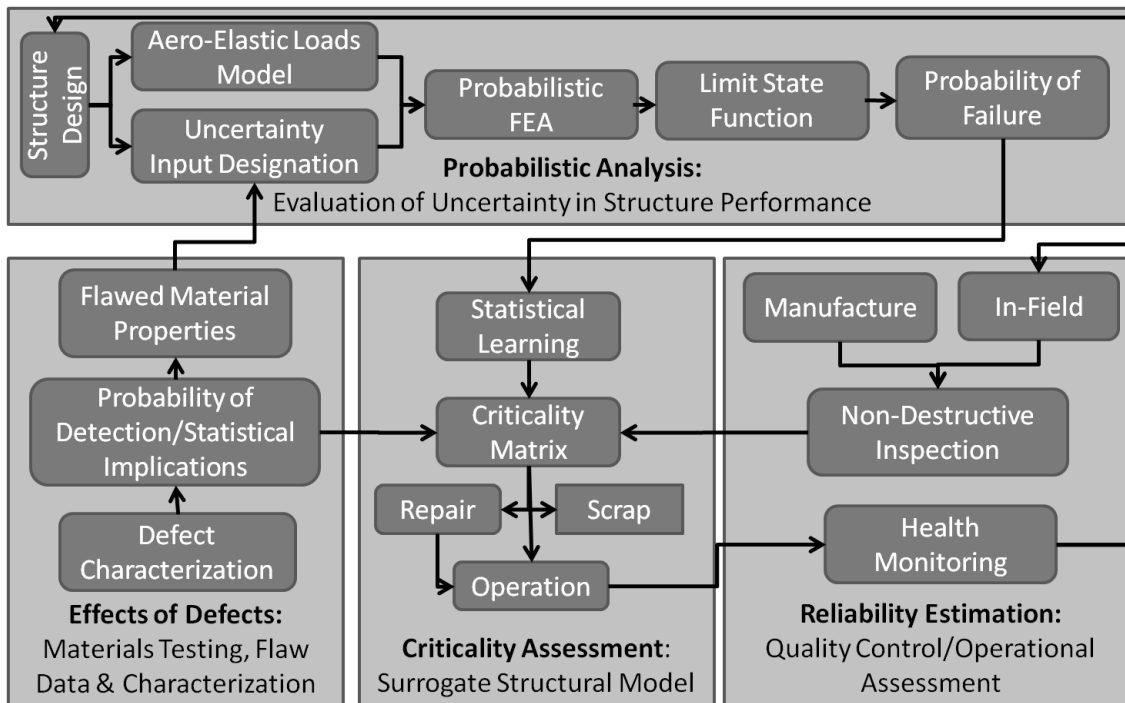 Structure
Design
Aero-Elastic Loads
Model
Uncertainty
Input Designation
Probabilistic
FEA
Limit State
Function
Probability of
Failure
Probabilistic Analysis:
Evaluation of Uncertainty in Structure Performance
Flawed Material
Properties
Probability of
Detection/Statistical
Implications
Defect
Characterization
Effects of Defects:
Materials Testing, Flaw
Data & Characterization
Statistical
Learning
Criticality
Matrix
Repair
Scrap
Operation
Criticality Assessment:
Surrogate Structural Model
Manufacture
In-Field
Non-Destructive
Inspection
Health
Monitoring
Reliability Estimation:
Quality Control/Operational
Assessment